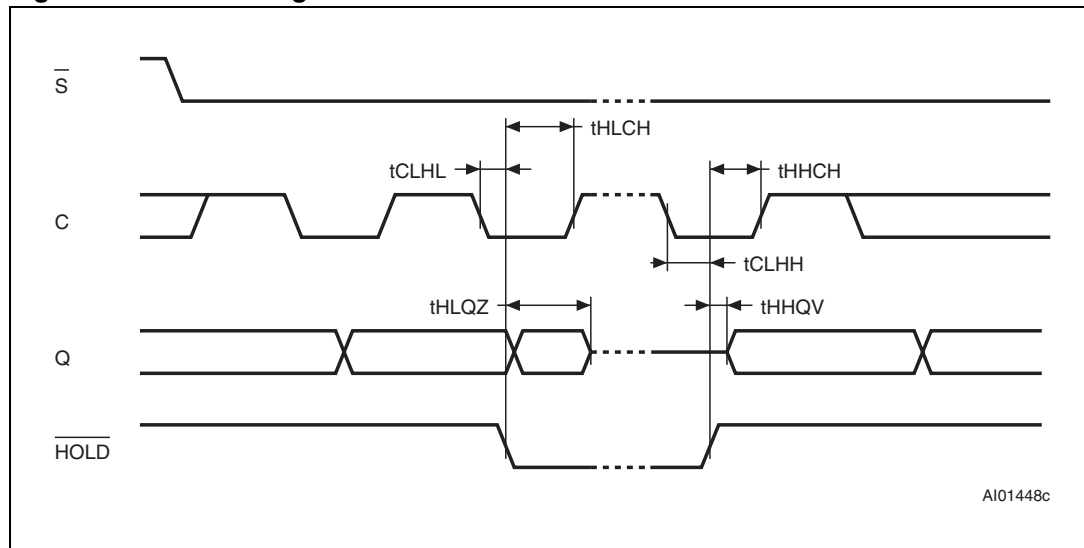 S
tHLCH
tCLHL
tHHCH
C
tCLHH
tHLQZ
tHHQV
Q
HOLD
AI01448c